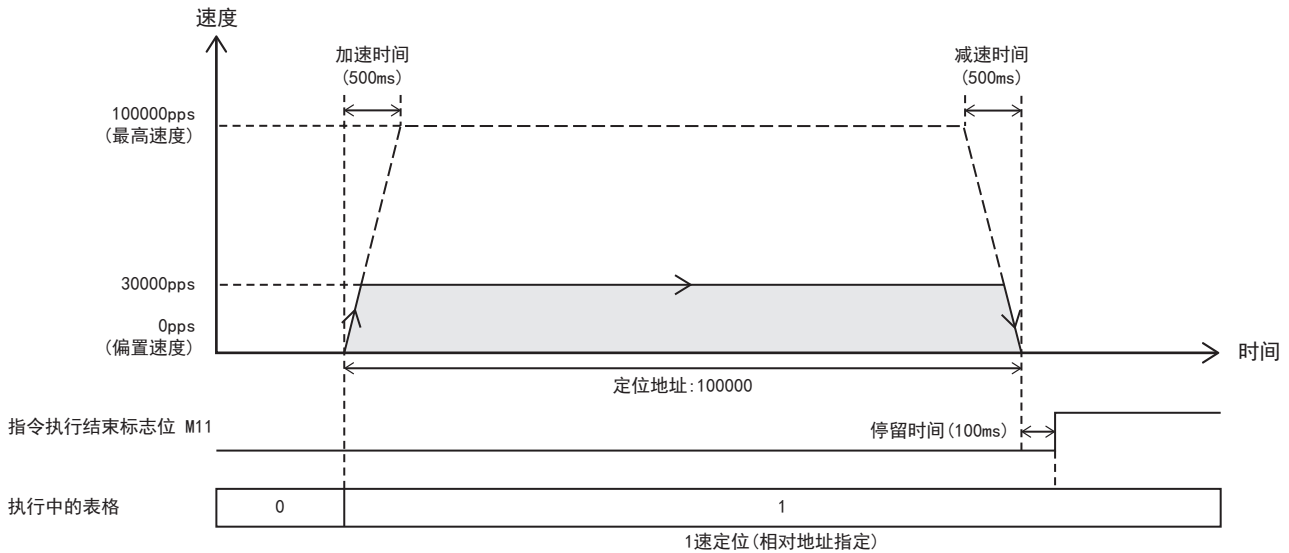 速度
加速时间
(500ms)
减速时间
(500ms)
100000pps
(最高速度)
30000pps
0pps
(偏置速度)
时间
定位地址:100000
指令执行结束标志位 M11
停留时间(100ms)
执行中的表格
0
1
1速定位(相对地址指定)